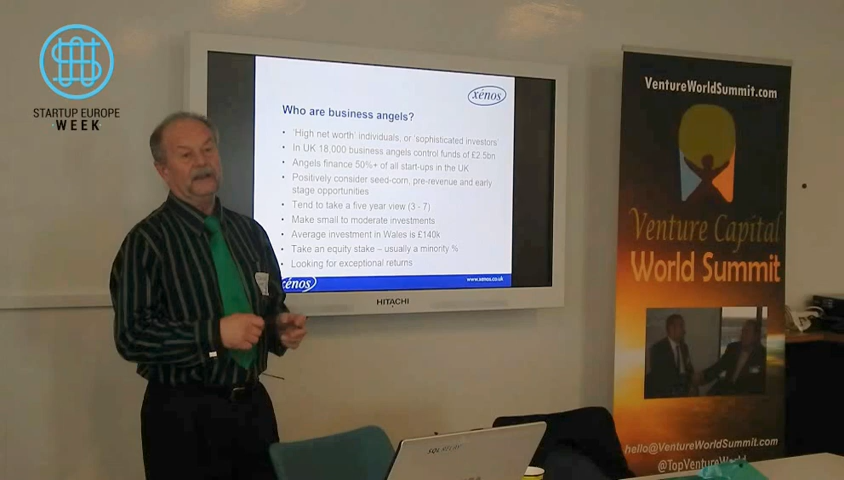 STARTUP EUROPE
WEEK
xénos
Who are business angels?
• 'High net worth' individuals, or 'sophisticated investors'
• In UK 18,000 business angels control funds of £2.5bn
• Angels finance 50%+ of all start-ups in the UK
• Positively consider seed-corn, pre-revenue and early
stage opportunities
• Tend to take a five year view (3 - 7)
• Make small to moderate investments
• Average investment in Wales is £140k
• Take an equity stake – usually a minority %
• Looking for exceptional returns
xénos
www.xenos.co.uk
HITACHI
VentureWorldSummit.com
Venture Capital
World Summit
hello@VentureWorldSummit.com
@TopVentureWorld